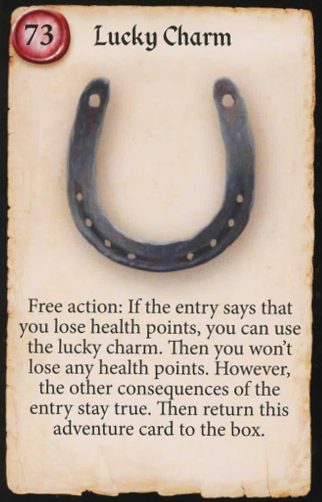 73
Lucky Charm
Free action: If the entry says that
you lose health points, you can use
the lucky charm. Then you won't
lose any health points. However,
the other consequences of the
entry stay true. Then return this
adventure card to the box.